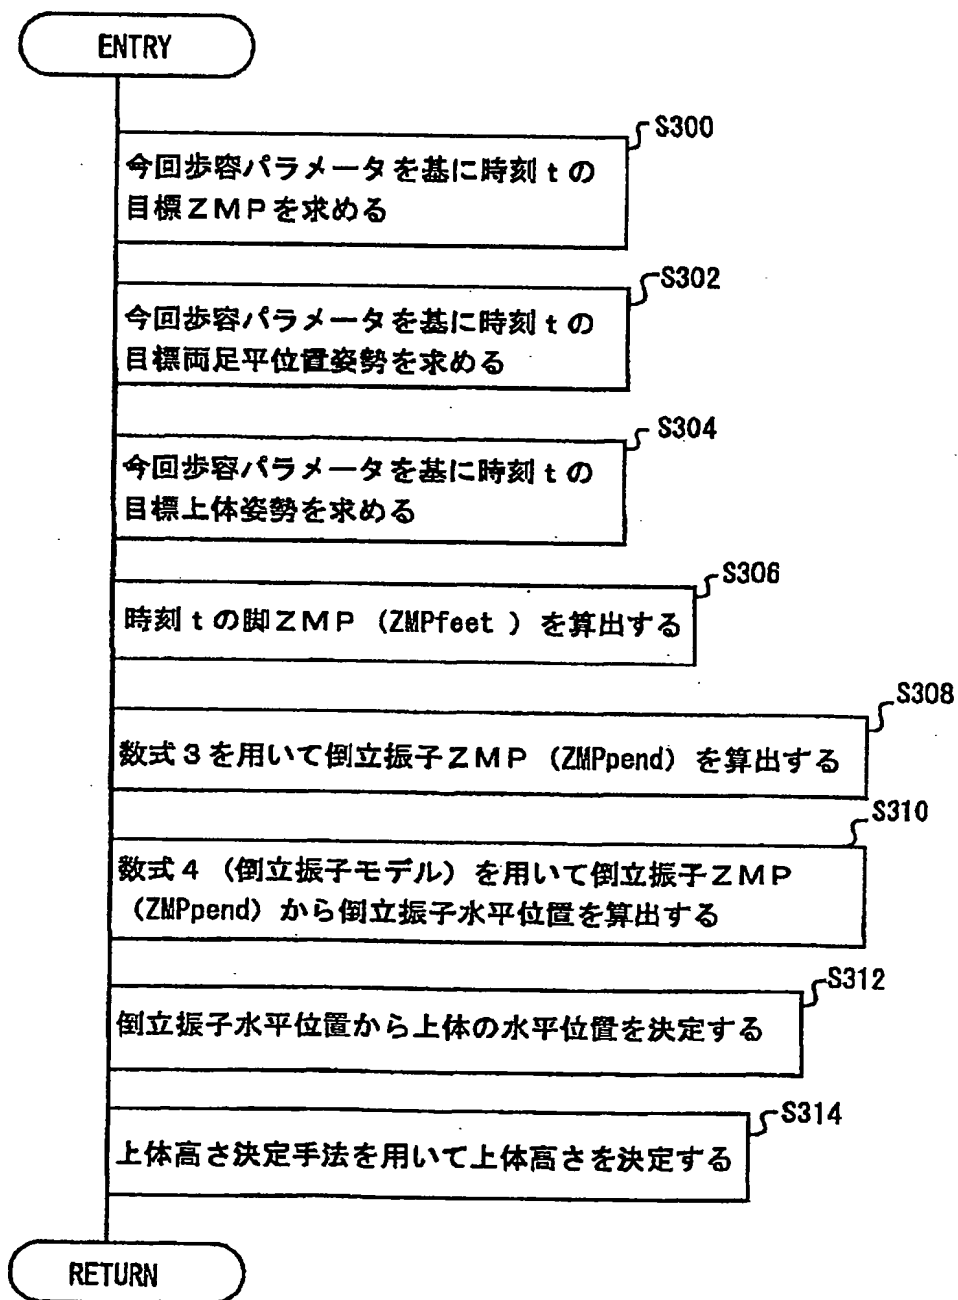 ENTRY
S300
今回歩容パラメータを基に時刻tの
目標ZMPを求める
S302
今回歩容パラメータを基に時刻tの
目標両足平位置姿勢を求める
S304
今回歩容パラメータを基に時刻tの
目標上体姿勢を求める
S306
時刻tの脚ZMP (ZMPfeet ) を算出する
S308
数式3を用いて倒立振子ZMP (ZMPpend) を算出する
S310
数式4 (倒立振子モデル) を用いて倒立振子ZMP
(ZMPpend) から倒立振子水平位置を算出する
S312
倒立振子水平位置から上体の水平位置を決定する
S314
上体高さ決定手法を用いて上体高さを決定する
RETURN